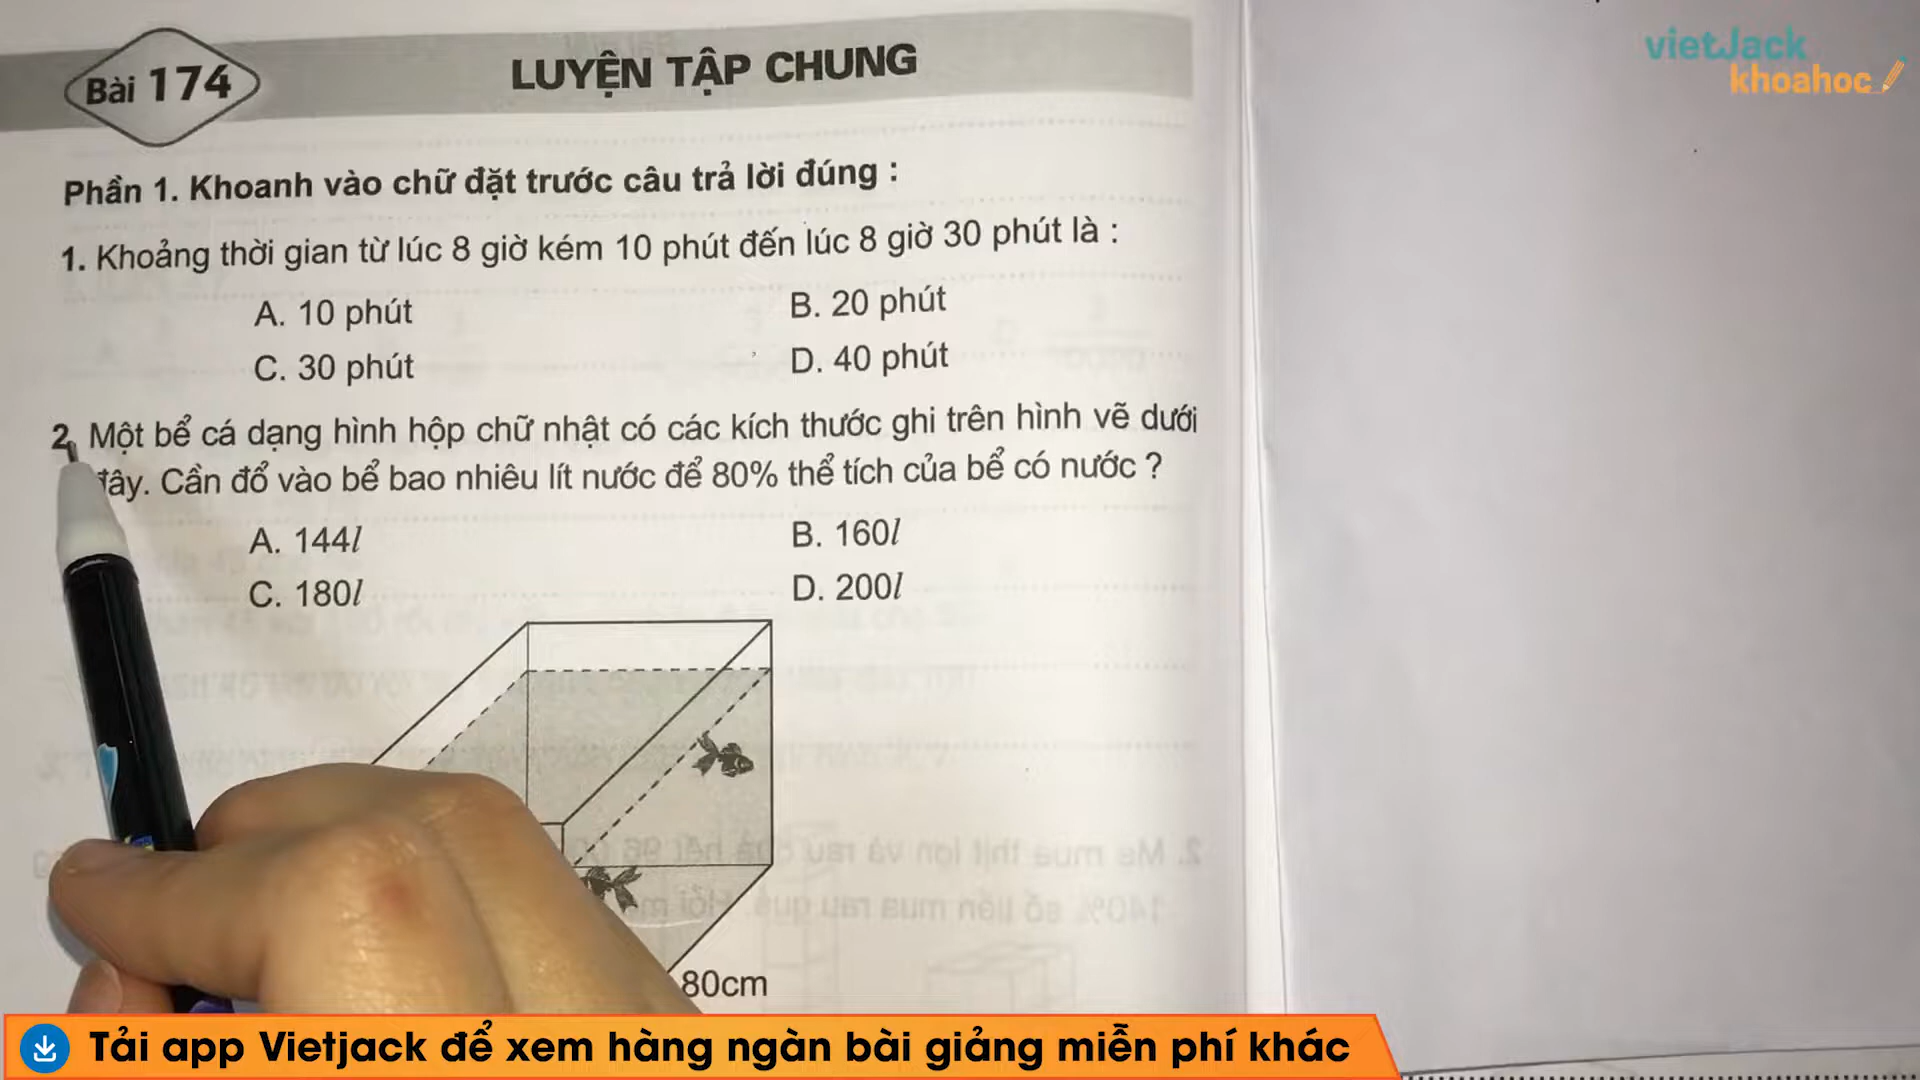 vietJack
khoahoc
Bài 174
LUYỆN TẬP CHUNG
Phần 1. Khoanh vào chữ đặt trước câu trả lời đúng :
1. Khoảng thời gian từ lúc 8 giờ kém 10 phút đến lúc 8 giờ 30 phút là :
A. 10 phút
B. 20 phút
C. 30 phút
D. 40 phút
2. Một bể cá dạng hình hộp chữ nhật có các kích thước ghi trên hình vẽ dưới
đây. Cần đổ vào bể bao nhiêu lít nước để 80% thể tích của bể có nước ?
A. 144l
B. 160l
C. 180l
D. 200l
80cm
Tải app Vietjack để xem hàng ngàn bài giảng miễn phí khác